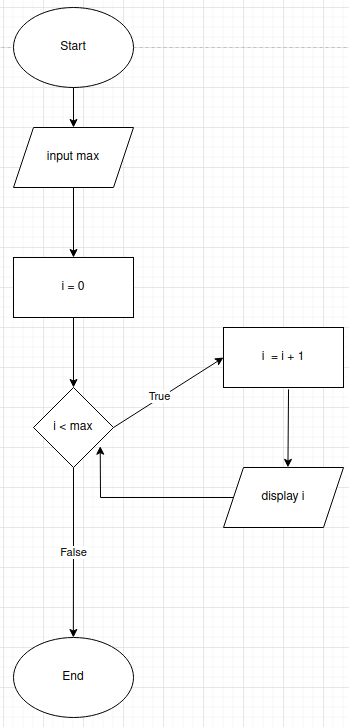 Start
input max
i = 0
i = i + 1
True
i < max
display i
False
End